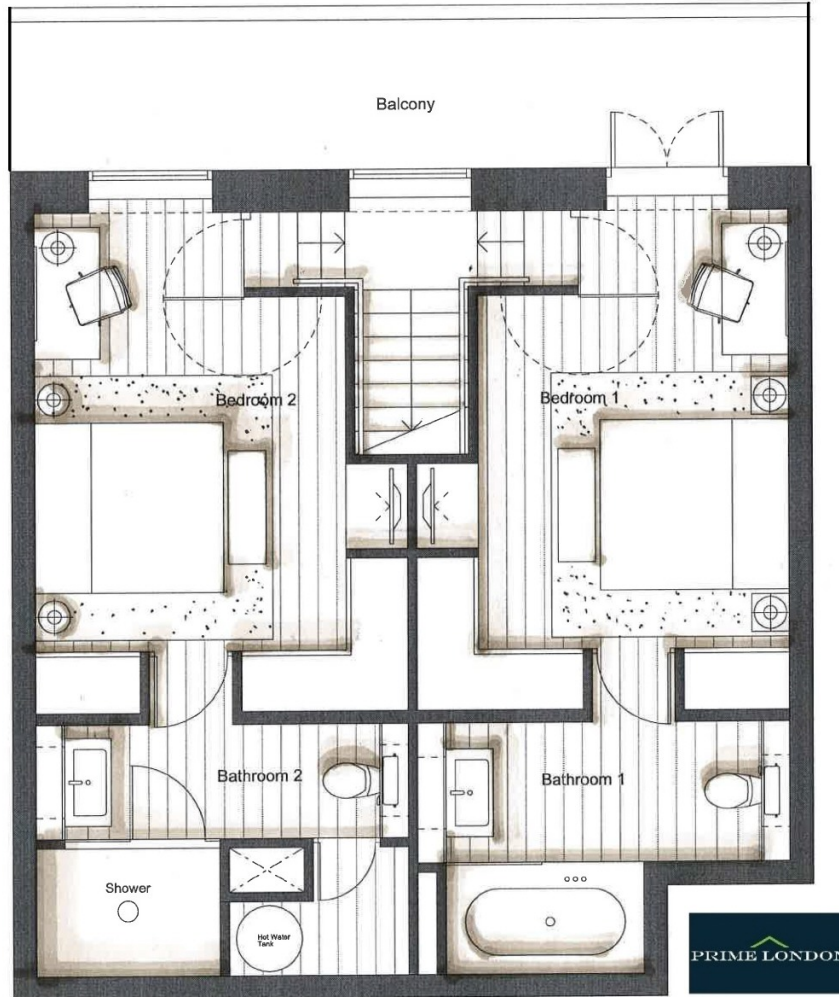 Balcony
Bedroom 2
Bedroom 1
Bathroom 2
Bathroom 1
Shower
Hot Water
Tank
PRIME LONDON